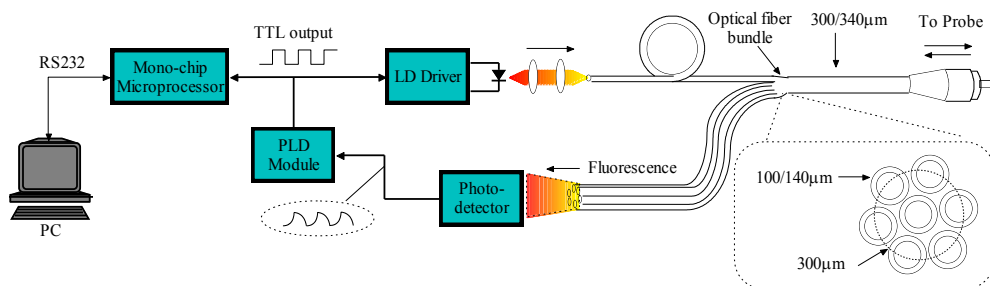 TTL output
Optical fiber
bundle
300/340μm
To Probe
RS232
Mono-chip
Microprocessor
LD Driver
PLD
Module
Fluorescence
Photo-
detector
100/140μm
300μm
PC